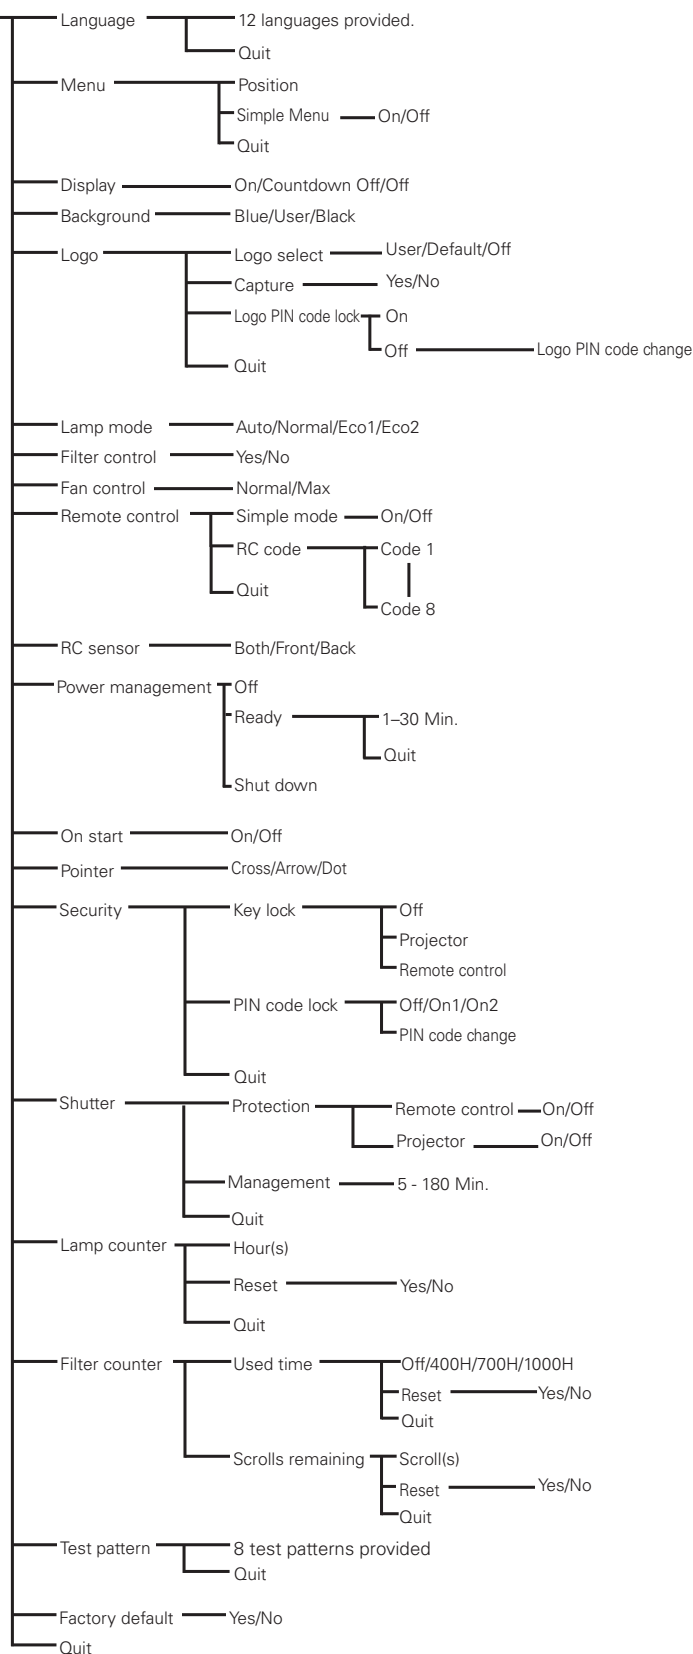 Language 12 languages provided.
Quit
Menu Position
Simple Menu On/Off
Quit
Display On/Countdown Off/Off
Background Blue/User/Black
Logo Logo select User/Default/Off
Capture Yes/No
Logo PIN code lock On
Off Logo PIN code change
Quit
Lamp mode Auto/Normal/Eco1/Eco2
Filter control Yes/No
Fan control Normal/Max
Remote control Simple mode On/Off
RC code Code 1
Quit
Code 8
RC sensor Both/Front/Back
Power management Off
Ready 1–30 Min.
Quit
Shut down
On start On/Off
Pointer Cross/Arrow/Dot
Security Key lock Off
Projector
Remote control
PIN code lock Off/On1/On2
PIN code change
Quit
Shutter Protection Remote control On/Off
Projector On/Off
Management 5 - 180 Min.
Quit
Lamp counter Hour(s)
Reset Yes/No
Quit
Filter counter Used time Off/400H/700H/1000H
Reset Yes/No
Quit
Scrolls remaining Scroll(s)
Reset Yes/No
Quit
Test pattern 8 test patterns provided
Quit
Factory default Yes/No
Quit